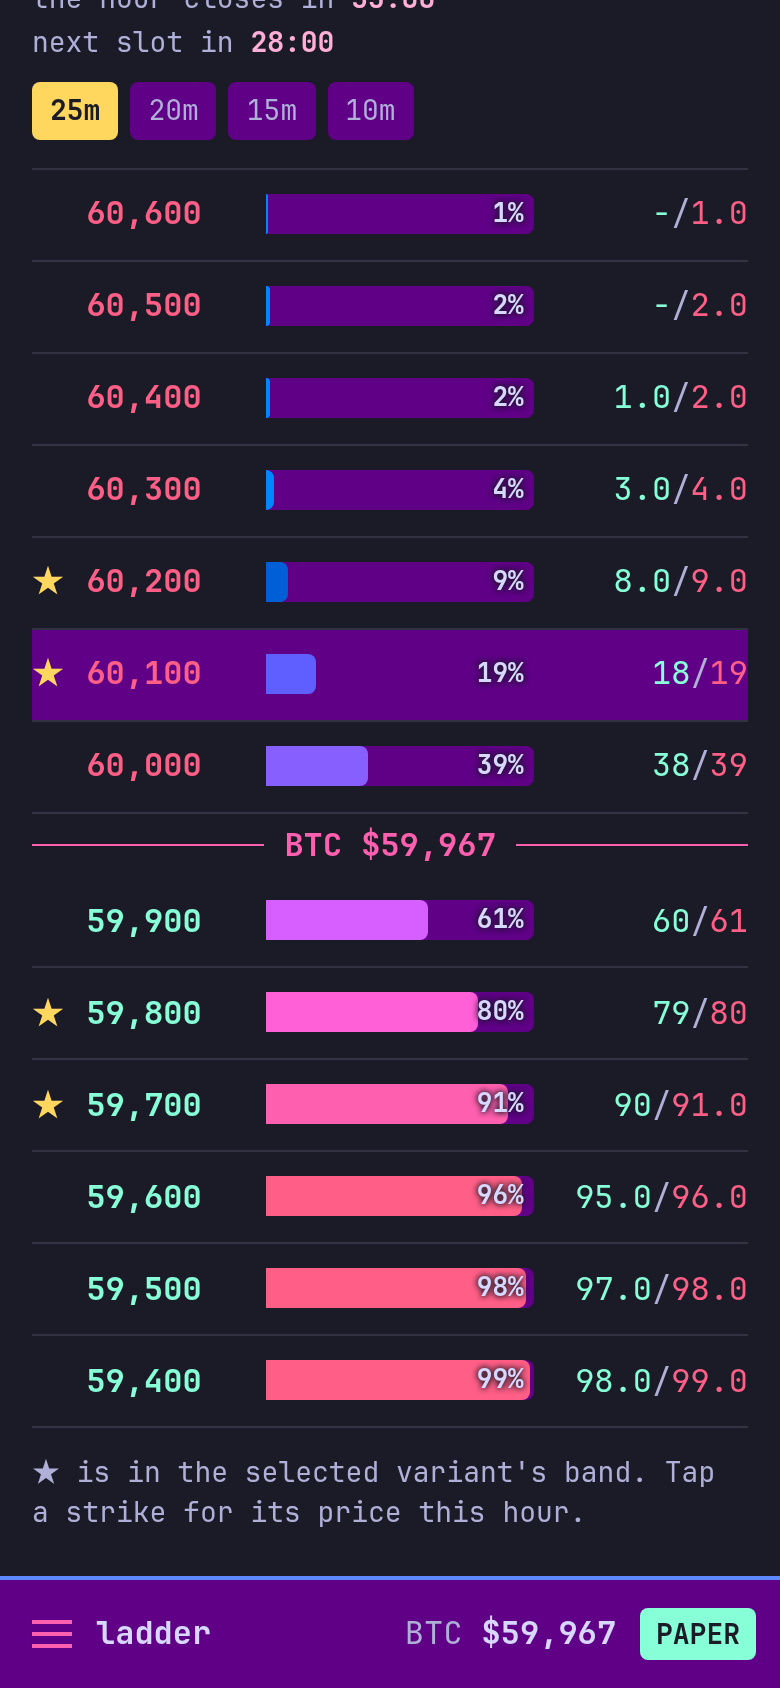 the hour closes in
next slot in 28:00
25m 20m 15m 10m
60,600 1% -/1.0
60,500 2% -/2.0
60,400 2% 1.0/2.0
60,300 4% 3.0/4.0
★ 60,200 9% 8.0/9.0
★ 60,100 19% 18/19
60,000 39% 38/39
BTC $59,967
59,900 61% 60/61
★ 59,800 80% 79/80
★ 59,700 91% 90/91.0
59,600 96% 95.0/96.0
59,500 98% 97.0/98.0
59,400 99% 98.0/99.0
★ is in the selected variant's band. Tap
a strike for its price this hour.
ladder BTC $59,967 PAPER